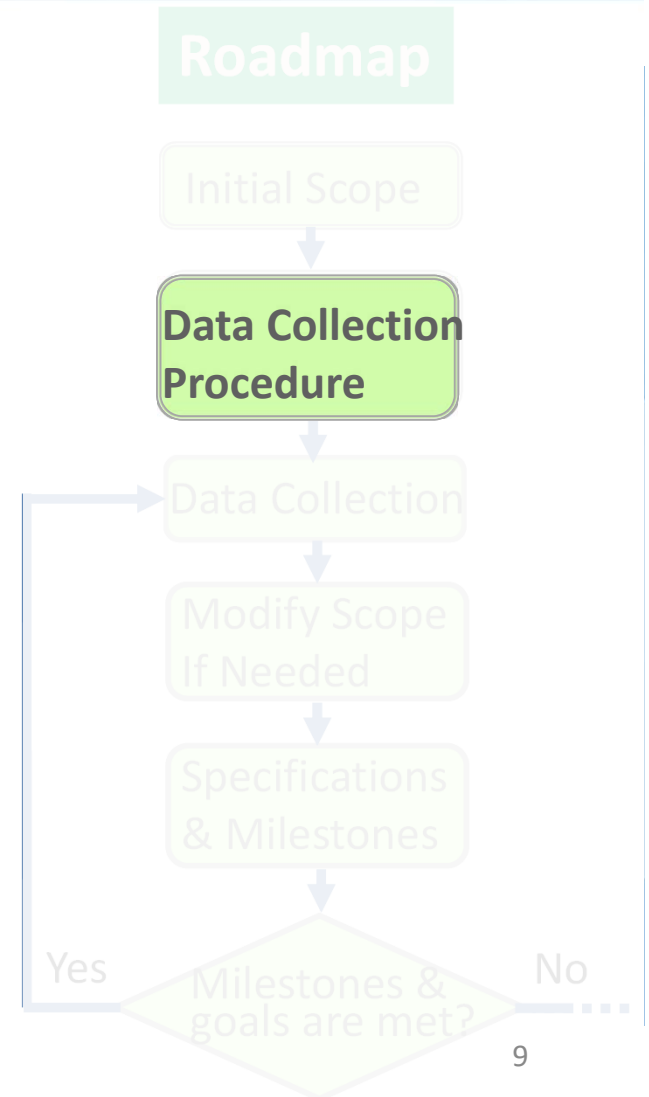 Roadmap
Initial Scope
Data Collection
Procedure
Data Collection
Modify Scope
If Needed
Specifications
& Milestones
Yes
Milestones &
goals are met?
No
9